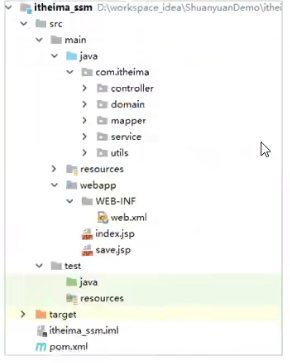 itheima_ssm D:\workspace_idea\ShuanyuanDemo\ithei
src
main
java
com.itheima
controller
domain
mapper
service
utils
resources
webapp
WEB-INF
web.xml
index.jsp
save.jsp
test
java
resources
target
itheima_ssm.iml
pom.xml